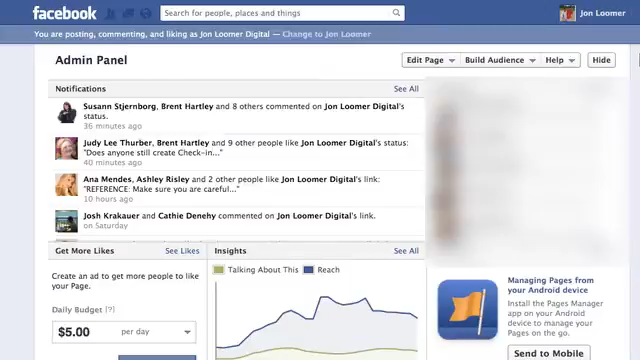 facebook
Search for people, places and things
Jon Loomer
You are posting, commenting, and liking as Jon Loomer Digital — Change to Jon Loomer
Admin Panel
Edit Page
Build Audience
Help
Hide
Notifications
See All
Susann Stjernborg, Brent Hartley and 8 others commented on Jon Loomer Digital's
status.
36 minutes ago
Judy Lee Thurber, Brent Hartley and 9 other people like Jon Loomer Digital's status:
"Does anyone still create Check-in..."
40 minutes ago
Ana Mendes, Ashley Risley and 2 other people like Jon Loomer Digital's link:
"REFERENCE: Make sure you are careful..."
10 hours ago
Josh Krakauer and Cathie Denehy commented on Jon Loomer Digital's link.
on Saturday
Get More Likes
See Likes
Create an ad to get more people to like
your Page.
Daily Budget [?]
$5.00 per day
Insights
See All
Talking About This
Reach
Managing Pages from
your Android device
Install the Pages Manager
app on your Android
device to manage your
Pages on the go.
Send to Mobile